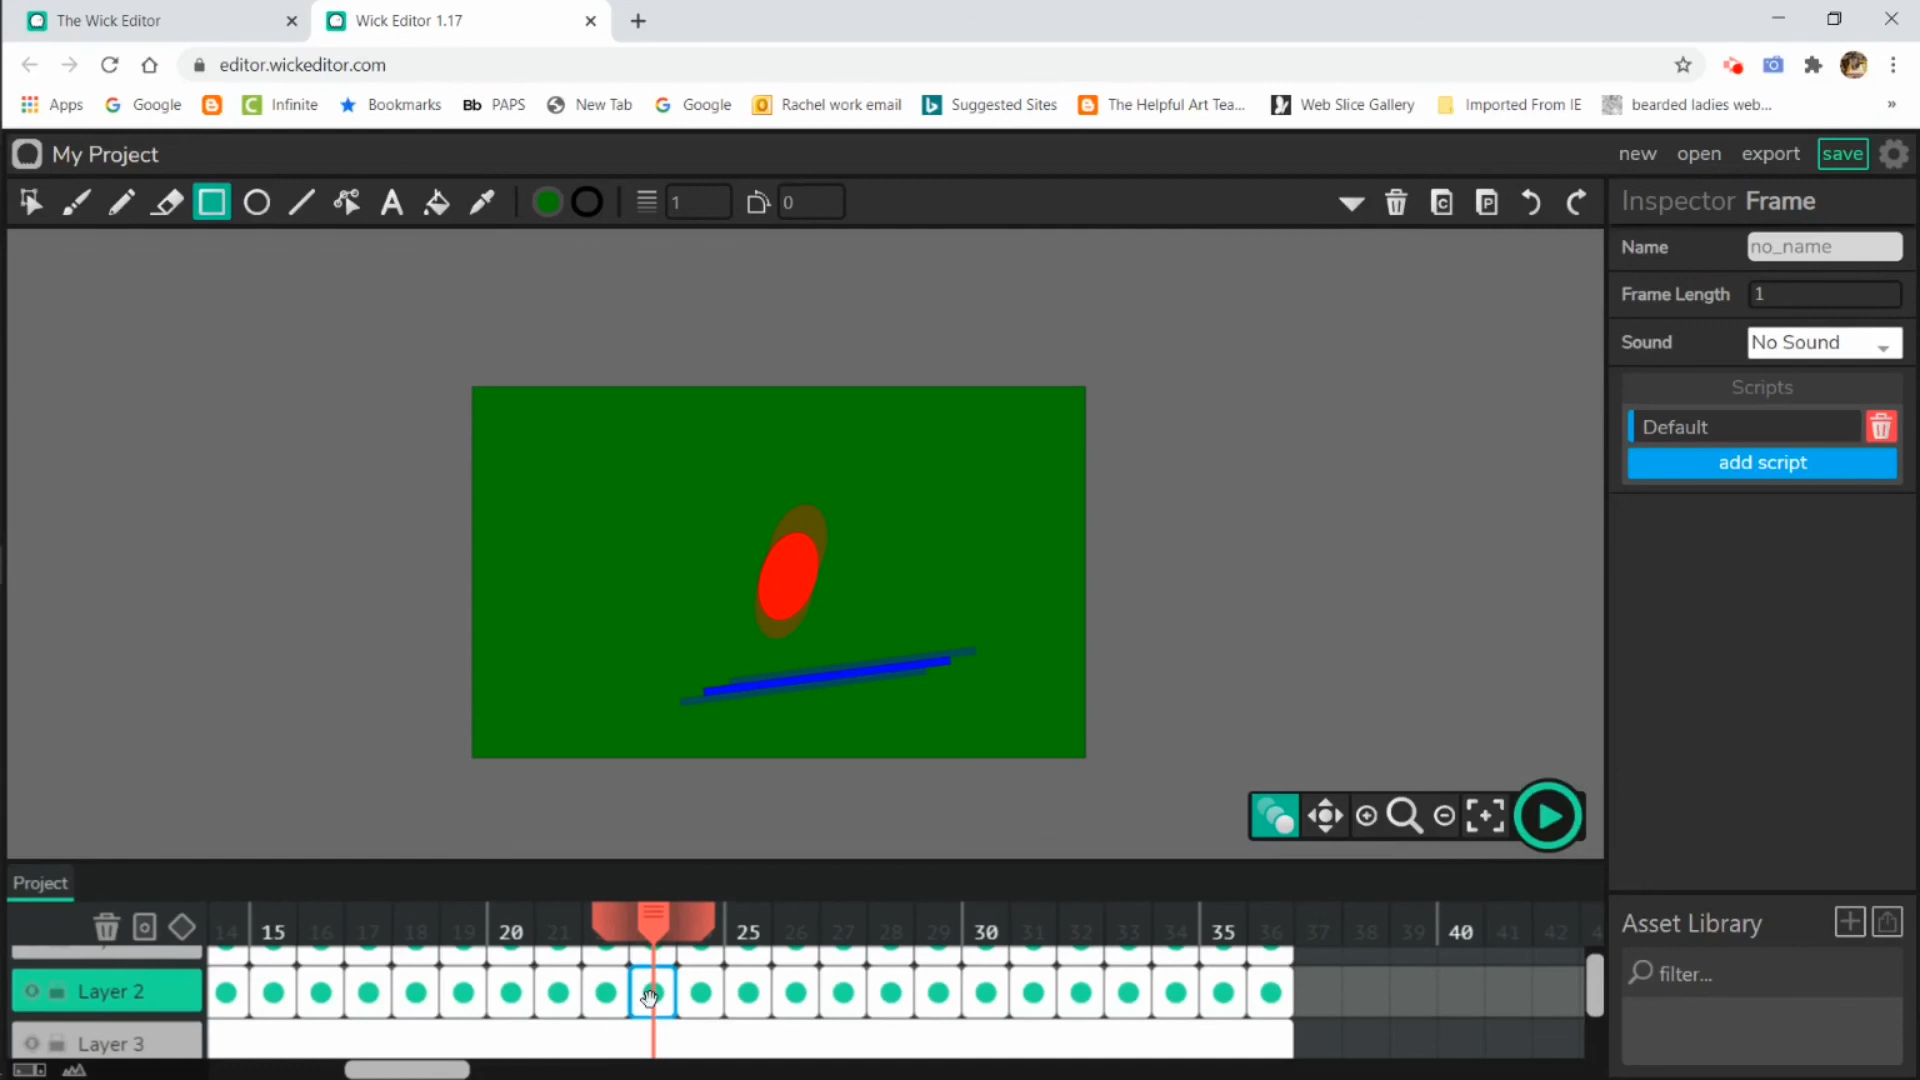 The Wick Editor
Wick Editor 1.17
editor.wickeditor.com
Apps Google Infinite Bookmarks Bb PAPS New Tab Google Rachel work email Suggested Sites The Helpful Art Tea... Web Slice Gallery Imported From IE bearded ladies web... »
My Project
new open export save
1 0
Inspector Frame
Name no_name
Frame Length 1
Sound No Sound
Scripts
Default
add script
Project
14 15 16 17 18 19 20 21 25 26 27 28 29 30 31 32 33 34 35 36 37 38 39 40 41 42 4
Layer 2
Layer 3
Asset Library
filter...